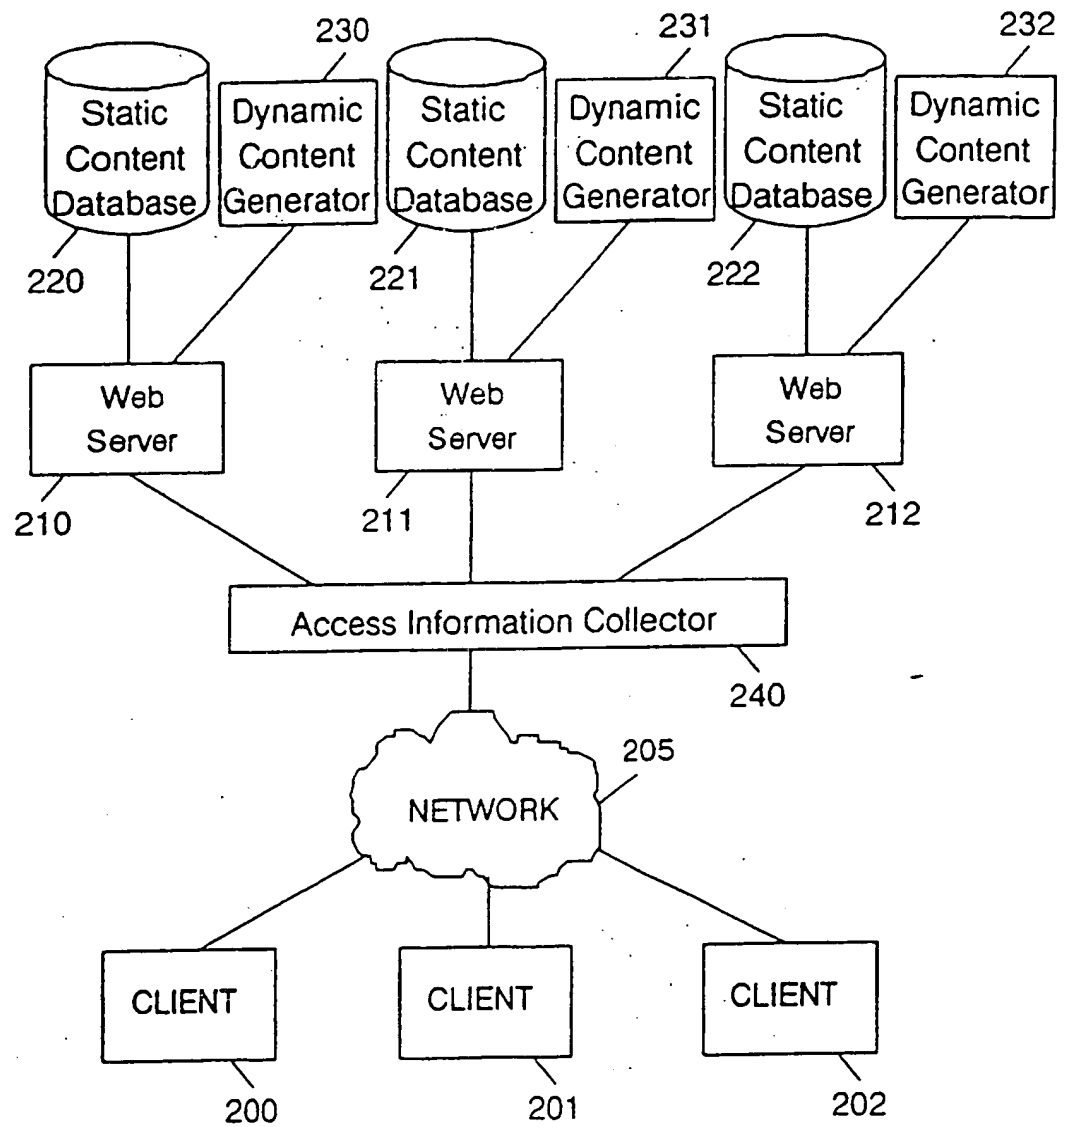 230
231
232
Static
Content
Database
Dynamic
Content
Generator
Static
Content
Database
Dynamic
Content
Generator
Static
Content
Database
Dynamic
Content
Generator
220
221
222
Web
Server
Web
Server
Web
Server
210
211
212
Access Information Collector
240
205
NETWORK
CLIENT
CLIENT
CLIENT
200
201
202